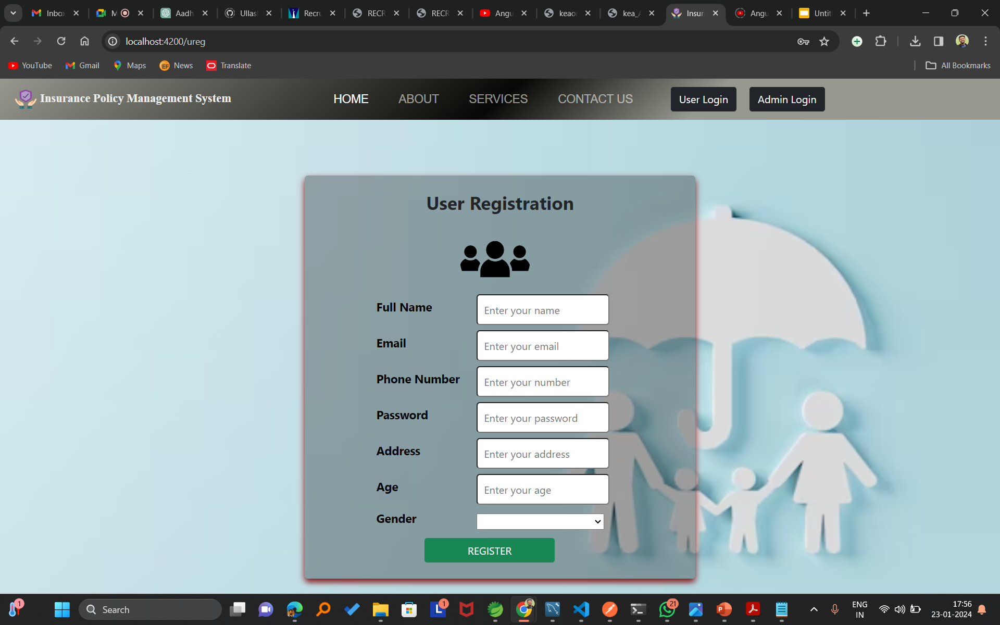 Inbox
M
Aadh
Ullas
Recru
RECR
RECR
Angu
keao
kea_
Insur
Angu
Untit
localhost:4200/ureg
YouTube
Gmail
Maps
News
Translate
All Bookmarks
Insurance Policy Management System
HOME
ABOUT
SERVICES
CONTACT US
User Login
Admin Login
User Registration
Full Name
Enter your name
Email
Enter your email
Phone Number
Enter your number
Password
Enter your password
Address
Enter your address
Age
Enter your age
Gender
REGISTER
1
Search
1
21
ENG
IN
17:56
23-01-2024